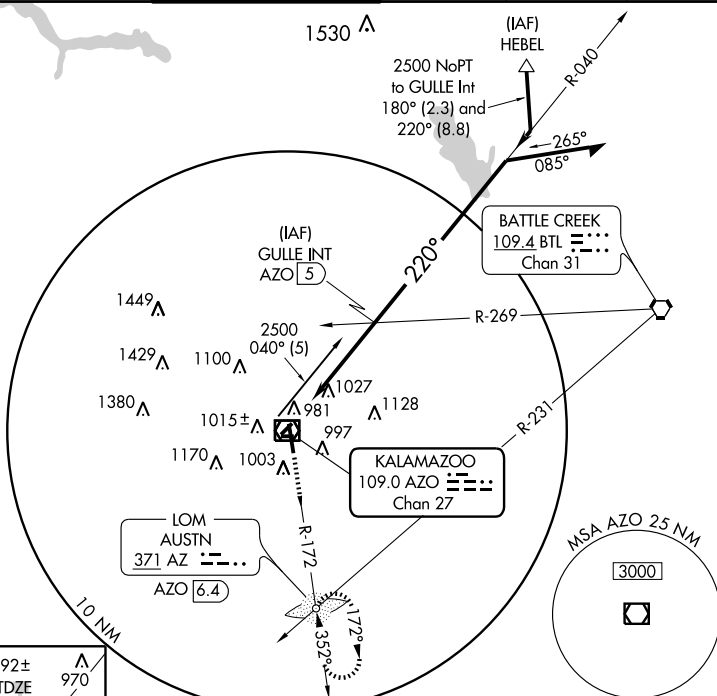 1530
(IAF)
HEBEL
2500 NoPT
to GULLE Int
180° (2.3) and
220° (8.8)
R-040
265°
085°
BATTLE CREEK
109.4 BTL
Chan 31
(IAF)
GULLE INT
AZO 5
220°
R-269
1449
2500
040° (5)
1429
1100
1027
1380
981
1128
1015±
997
R-231
1170
1003
KALAMAZOO
109.0 AZO
Chan 27
LOM
AUSTN
371 AZ
AZO 6.4
R-172
MSA AZO 25 NM
3000
10 NM
352°
172°
92±
970
TDZE